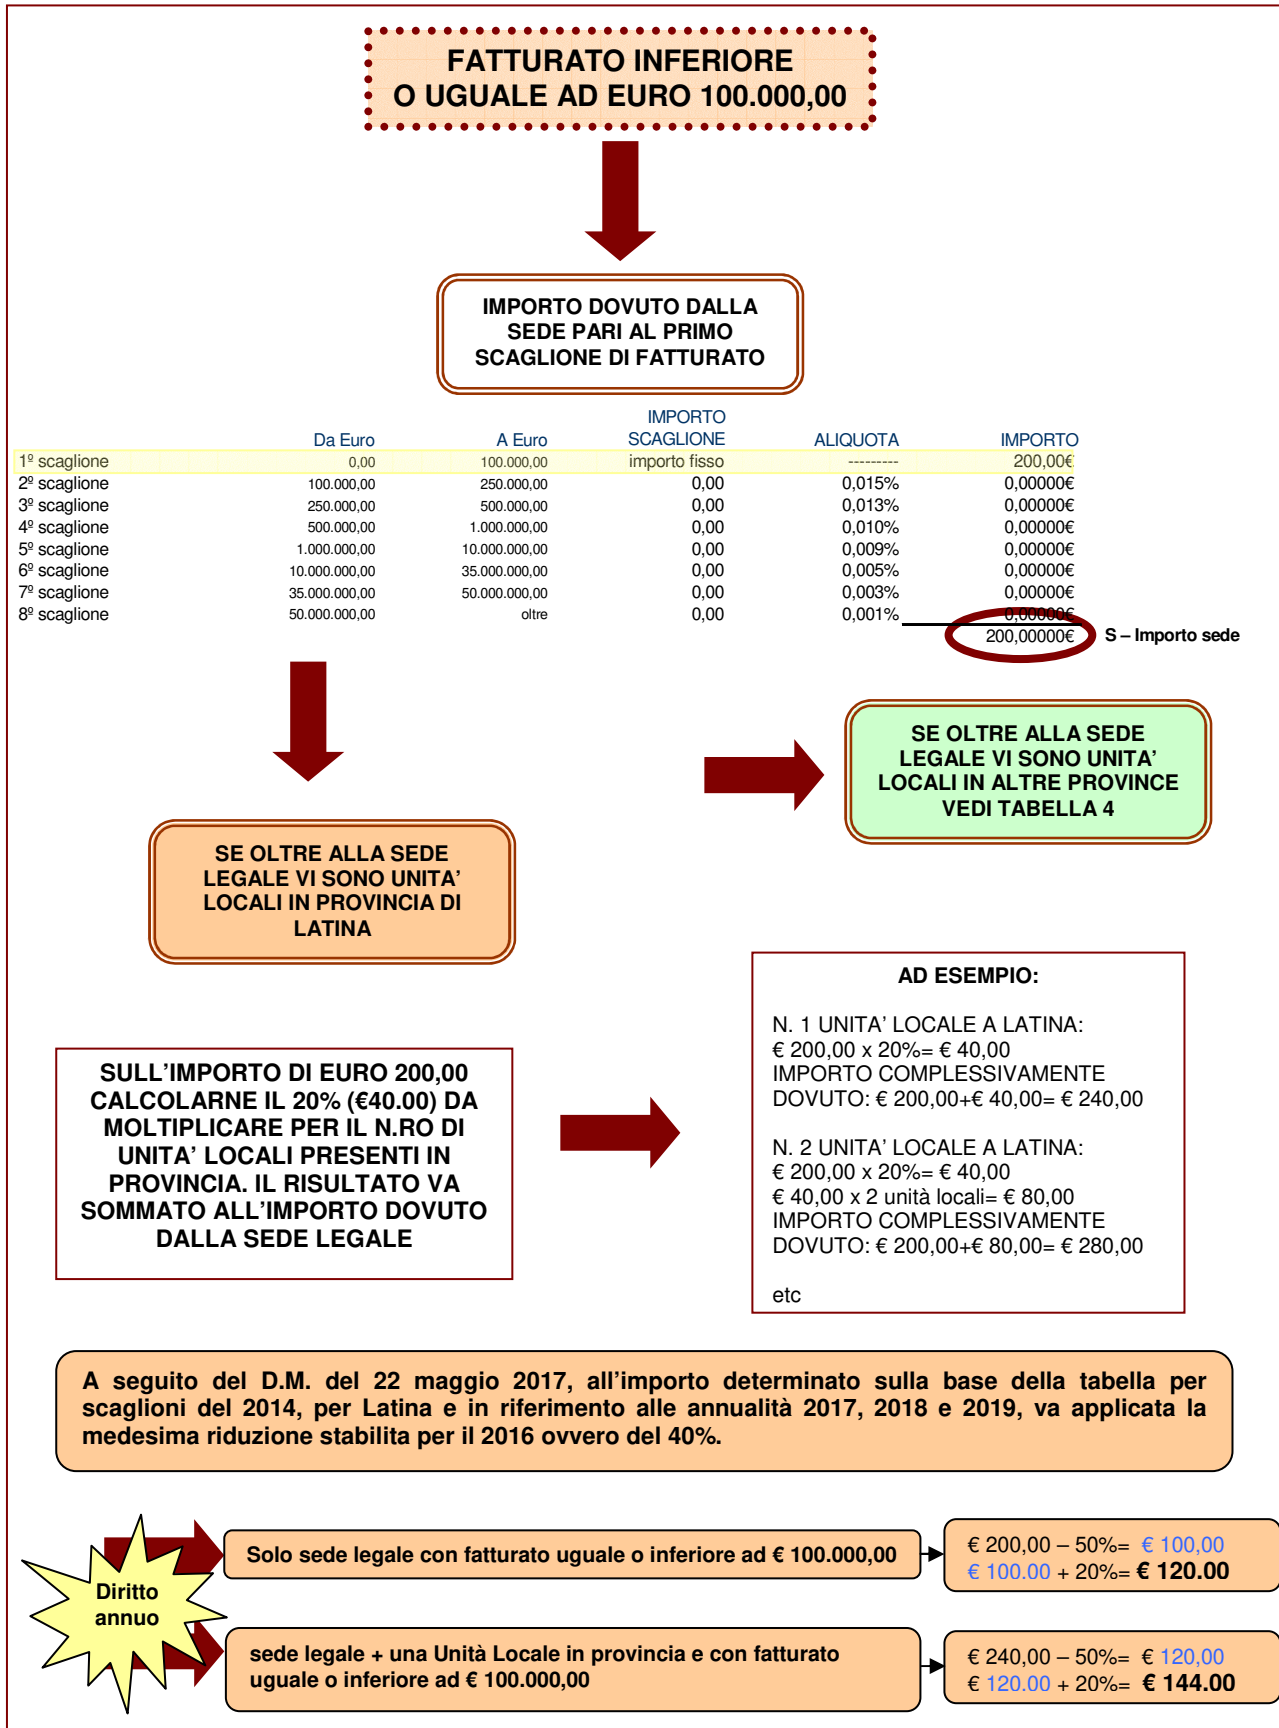 FATTURATO INFERIORE
O UGUALE AD EURO 100.000,00
IMPORTO DOVUTO DALLA
SEDE PARI AL PRIMO
SCAGLIONE DI FATTURATO
Da Euro A Euro IMPORTO SCAGLIONE ALIQUOTA IMPORTO
1º scaglione 0,00 100.000,00 importo fisso --------- 200,00€
2º scaglione 100.000,00 250.000,00 0,00 0,015% 0,00000€
3º scaglione 250.000,00 500.000,00 0,00 0,013% 0,00000€
4º scaglione 500.000,00 1.000.000,00 0,00 0,010% 0,00000€
5º scaglione 1.000.000,00 10.000.000,00 0,00 0,009% 0,00000€
6º scaglione 10.000.000,00 35.000.000,00 0,00 0,005% 0,00000€
7º scaglione 35.000.000,00 50.000.000,00 0,00 0,003% 0,00000€
8º scaglione 50.000.000,00 oltre 0,00 0,001% 0,00000€
200,00000€ S – Importo sede
SE OLTRE ALLA SEDE
LEGALE VI SONO UNITA'
LOCALI IN ALTRE PROVINCE
VEDI TABELLA 4
SE OLTRE ALLA SEDE
LEGALE VI SONO UNITA'
LOCALI IN PROVINCIA DI
LATINA
SULL'IMPORTO DI EURO 200,00
CALCOLARNE IL 20% (€40.00) DA
MOLTIPLICARE PER IL N.RO DI
UNITA' LOCALI PRESENTI IN
PROVINCIA. IL RISULTATO VA
SOMMATO ALL'IMPORTO DOVUTO
DALLA SEDE LEGALE
AD ESEMPIO:
N. 1 UNITA' LOCALE A LATINA:
€ 200,00 x 20%= € 40,00
IMPORTO COMPLESSIVAMENTE
DOVUTO: € 200,00+€ 40,00= € 240,00
N. 2 UNITA' LOCALE A LATINA:
€ 200,00 x 20%= € 40,00
€ 40,00 x 2 unità locali= € 80,00
IMPORTO COMPLESSIVAMENTE
DOVUTO: € 200,00+€ 80,00= € 280,00
etc
A seguito del D.M. del 22 maggio 2017, all'importo determinato sulla base della tabella per
scaglioni del 2014, per Latina e in riferimento alle annualità 2017, 2018 e 2019, va applicata la
medesima riduzione stabilita per il 2016 ovvero del 40%.
Diritto
annuo
Solo sede legale con fatturato uguale o inferiore ad € 100.000,00
€ 200,00 – 50%= € 100,00
€ 100.00 + 20%= € 120.00
sede legale + una Unità Locale in provincia e con fatturato
uguale o inferiore ad € 100.000,00
€ 240,00 – 50%= € 120,00
€ 120.00 + 20%= € 144.00